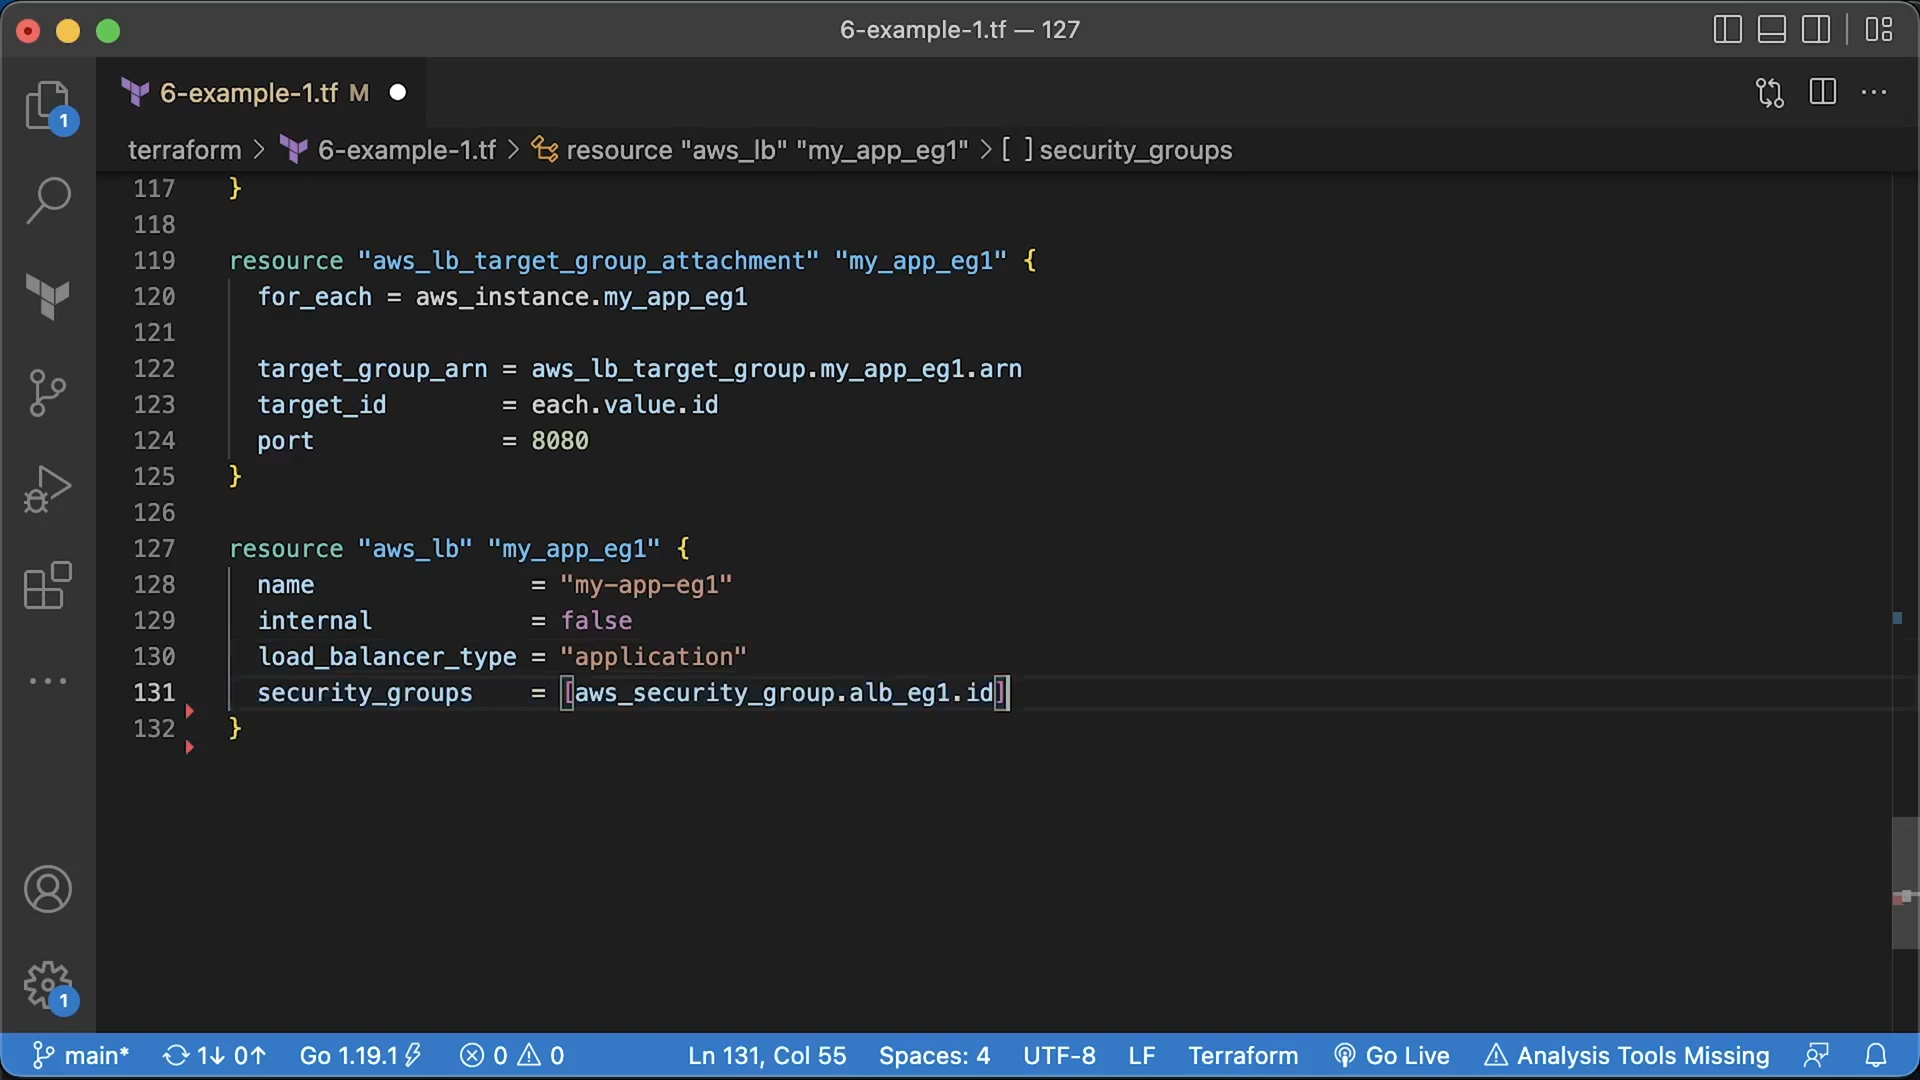 6-example-1.tf — 127
6-example-1.tf M
terraform > 6-example-1.tf > resource "aws_lb" "my_app_eg1" > [ ] security_groups
117 }
118
119 resource "aws_lb_target_group_attachment" "my_app_eg1" {
120 for_each = aws_instance.my_app_eg1
121
122 target_group_arn = aws_lb_target_group.my_app_eg1.arn
123 target_id = each.value.id
124 port = 8080
125 }
126
127 resource "aws_lb" "my_app_eg1" {
128 name = "my-app-eg1"
129 internal = false
130 load_balancer_type = "application"
131 security_groups = [aws_security_group.alb_eg1.id]
132 }
1
1
main* 1↓ 0↑ Go 1.19.1 0 0 Ln 131, Col 55 Spaces: 4 UTF-8 LF Terraform Go Live Analysis Tools Missing